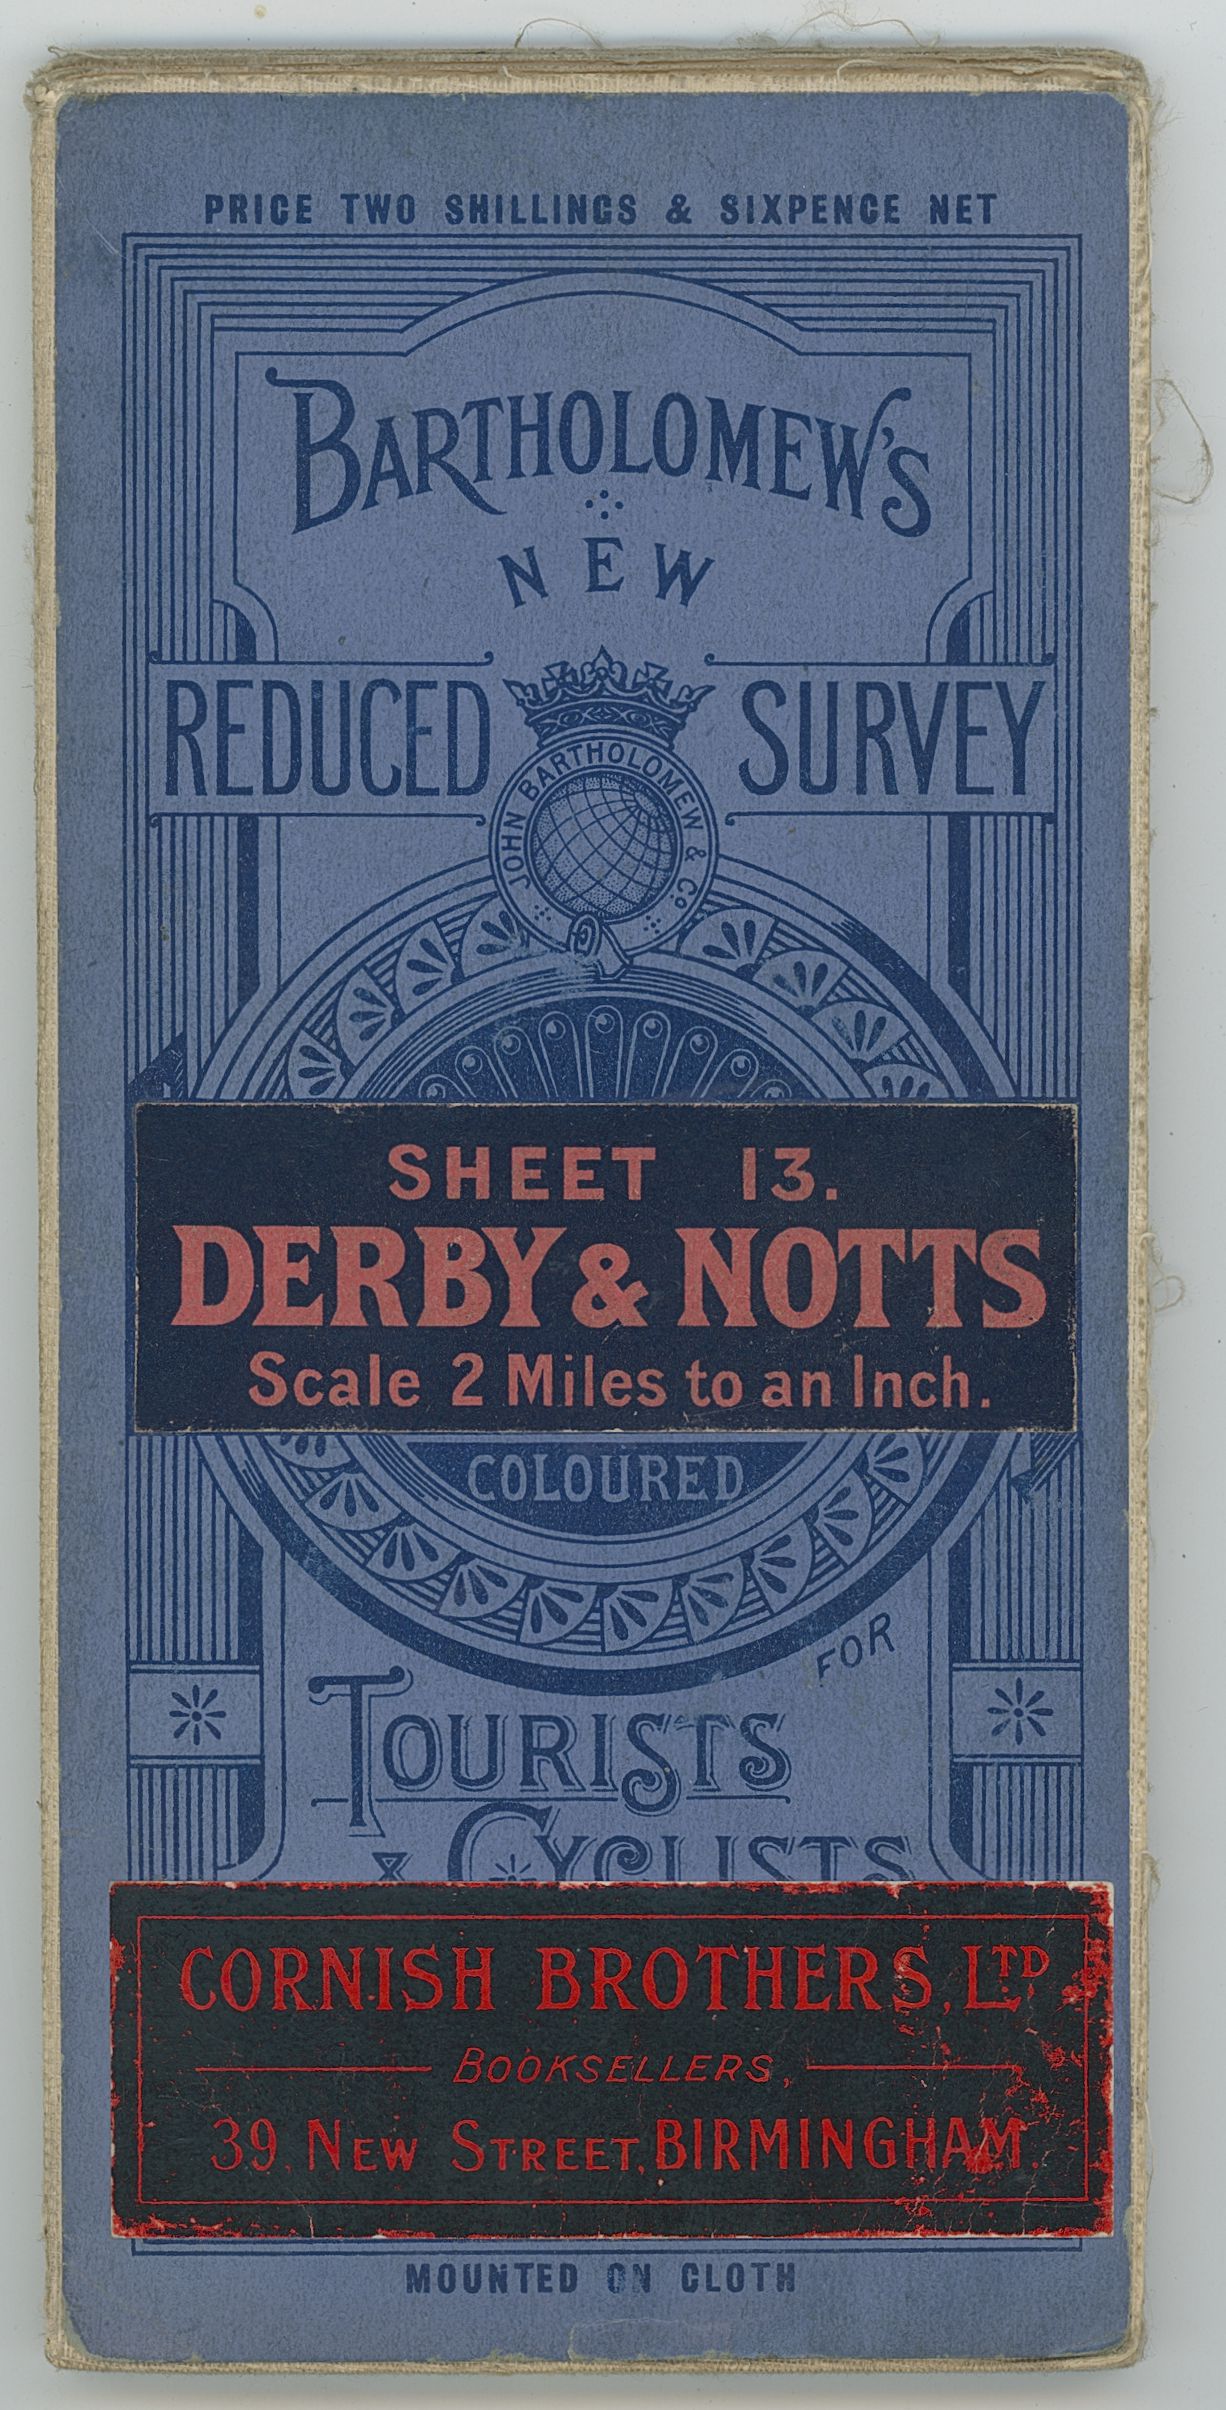 PRICE TWO SHILLINGS & SIXPENCE NET
BARTHOLOMEW'S
NEW
REDUCED SURVEY
JOHN BARTHOLOMEW & Co
SHEET 13.
DERBY & NOTTS
Scale 2 Miles to an Inch.
COLOURED
FOR
TOURISTS
& CYCLISTS
CORNISH BROTHERS, LTD
BOOKSELLERS,
39, NEW STREET, BIRMINGHAM.
MOUNTED ON CLOTH